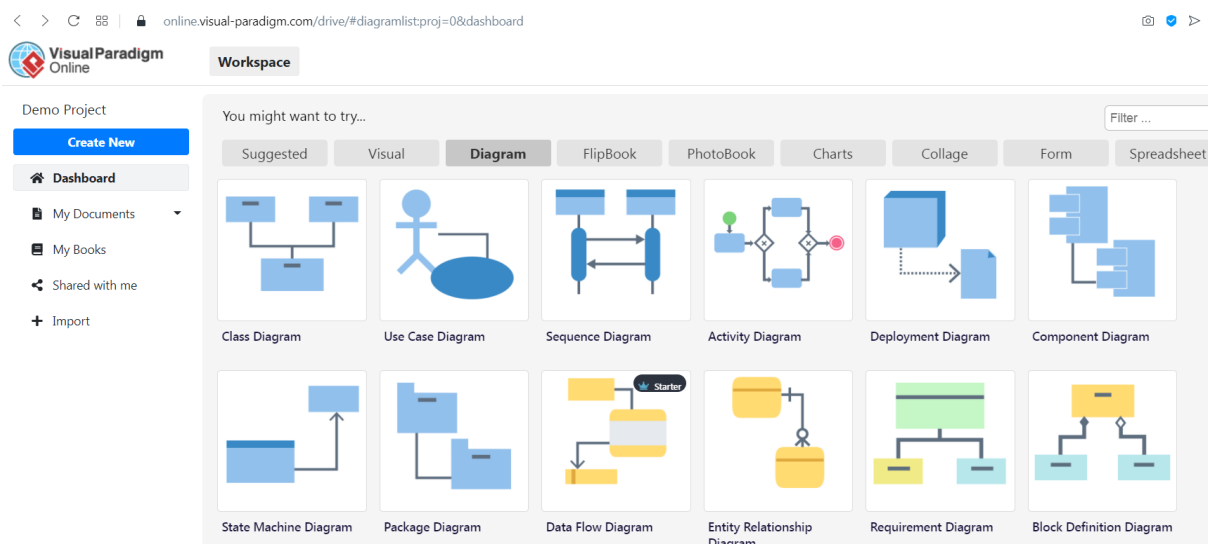 online.visual-paradigm.com/drive/#diagramlist:proj=0&dashboard
Visual Paradigm
Online
Workspace
Demo Project
Create New
Dashboard
My Documents
My Books
Shared with me
Import
You might want to try...
Filter ...
Suggested Visual Diagram FlipBook PhotoBook Charts Collage Form Spreadsheet
Class Diagram Use Case Diagram Sequence Diagram Activity Diagram Deployment Diagram Component Diagram
Starter
State Machine Diagram Package Diagram Data Flow Diagram Entity Relationship Requirement Diagram Block Definition Diagram
Diagram